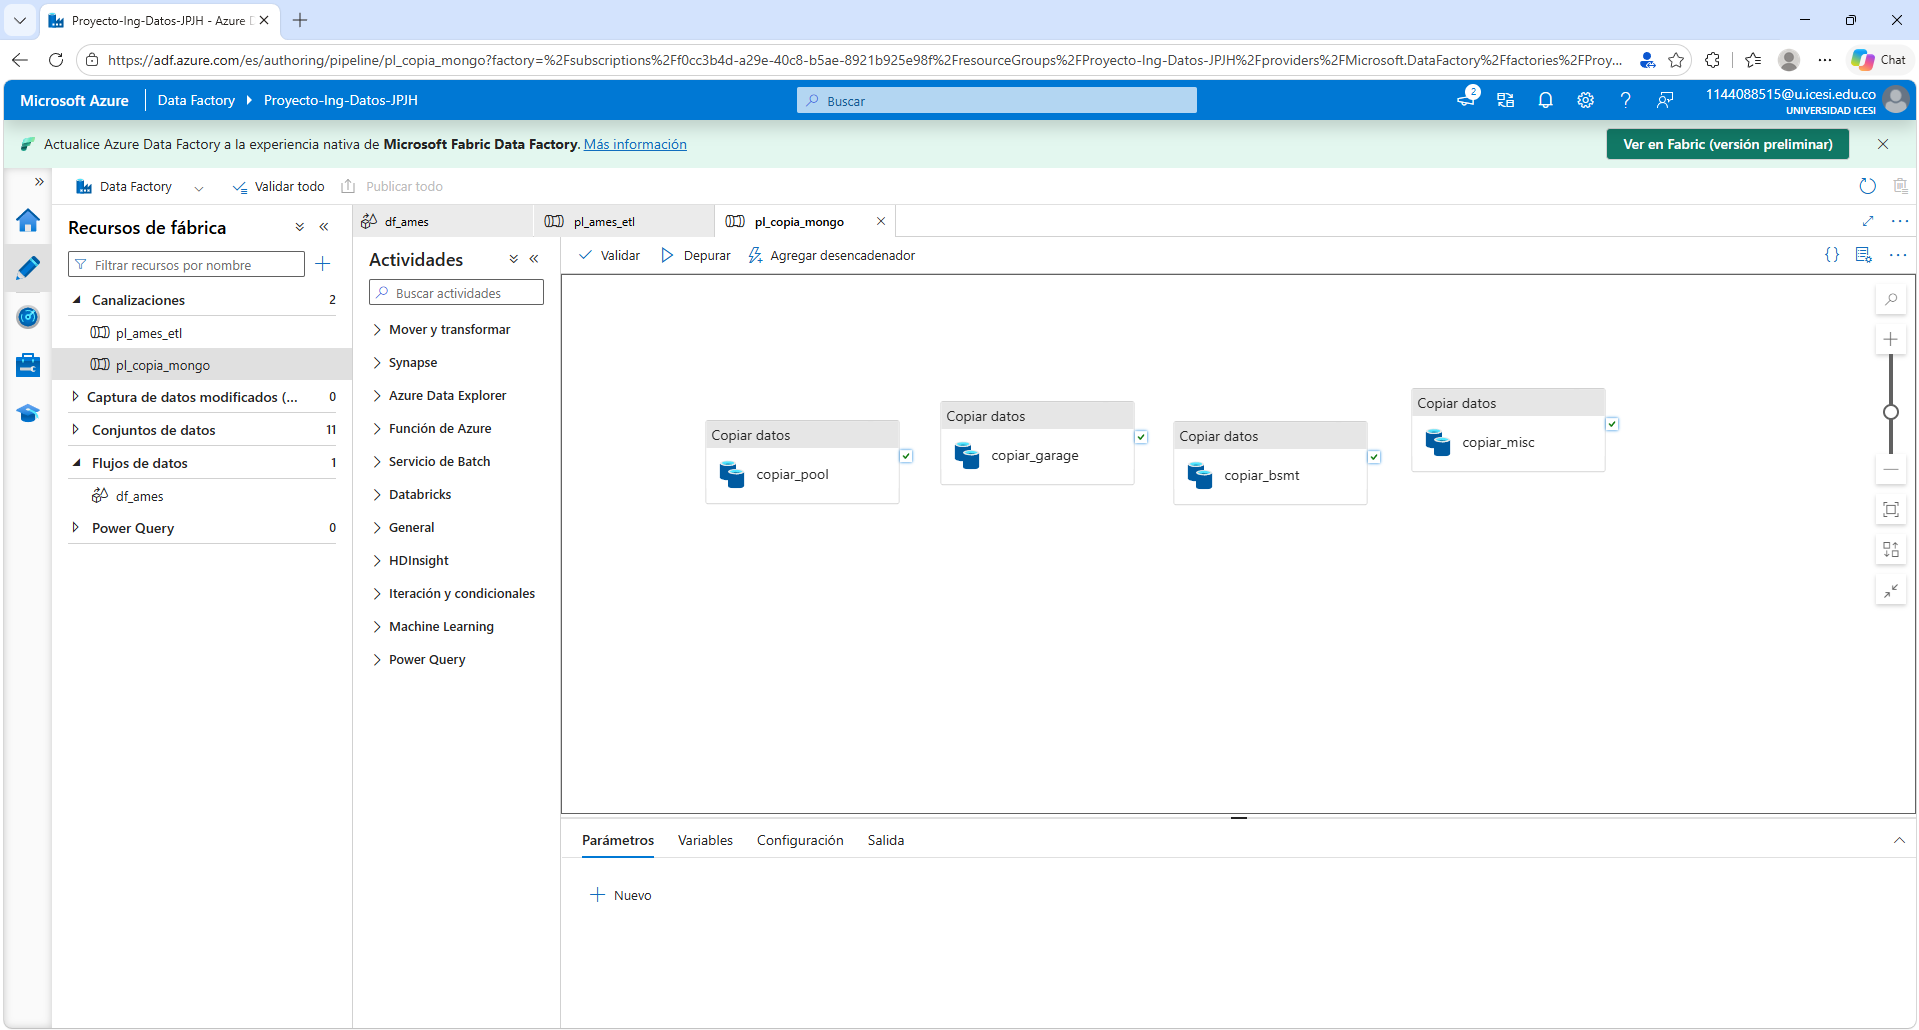 Proyecto-Ing-Datos-JPJH - Azure D
https://adf.azure.com/es/authoring/pipeline/pl_copia_mongo?factory=%2Fsubscriptions%2Ff0cc3b4d-a29e-40c8-b5ae-8921b925e98f%2FresourceGroups%2FProyecto-Ing-Datos-JPJH%2Fproviders%2FMicrosoft.DataFactory%2Ffactories%2FProy...
Chat
Microsoft Azure
Data Factory
Proyecto-Ing-Datos-JPJH
Buscar
2
1144088515@u.icesi.edu.co
UNIVERSIDAD ICESI
Actualice Azure Data Factory a la experiencia nativa de Microsoft Fabric Data Factory. Más información
Ver en Fabric (versión preliminar)
Data Factory
Validar todo
Publicar todo
Recursos de fábrica
Filtrar recursos por nombre
Canalizaciones 2
pl_ames_etl
pl_copia_mongo
Captura de datos modificados (... 0
Conjuntos de datos 11
Flujos de datos 1
df_ames
Power Query 0
df_ames
pl_ames_etl
pl_copia_mongo
Actividades
Buscar actividades
Mover y transformar
Synapse
Azure Data Explorer
Función de Azure
Servicio de Batch
Databricks
General
HDInsight
Iteración y condicionales
Machine Learning
Power Query
Validar
Depurar
Agregar desencadenador
{}
Copiar datos
copiar_pool
Copiar datos
copiar_garage
Copiar datos
copiar_bsmt
Copiar datos
copiar_misc
Parámetros
Variables
Configuración
Salida
Nuevo